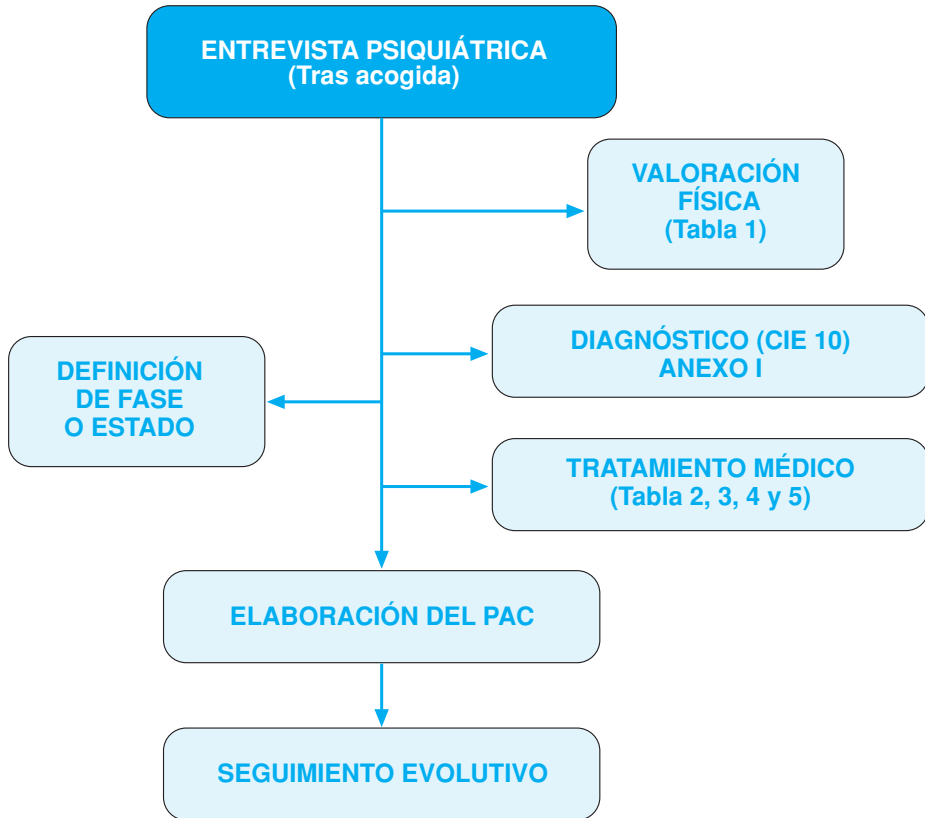 ENTREVISTA PSIQUIÁTRICA
(Tras acogida)
VALORACIÓN
FÍSICA
(Tabla 1)
DIAGNÓSTICO (CIE 10)
ANEXO I
DEFINICIÓN
DE FASE
O ESTADO
TRATAMIENTO MÉDICO
(Tabla 2, 3, 4 y 5)
ELABORACIÓN DEL PAC
SEGUIMIENTO EVOLUTIVO